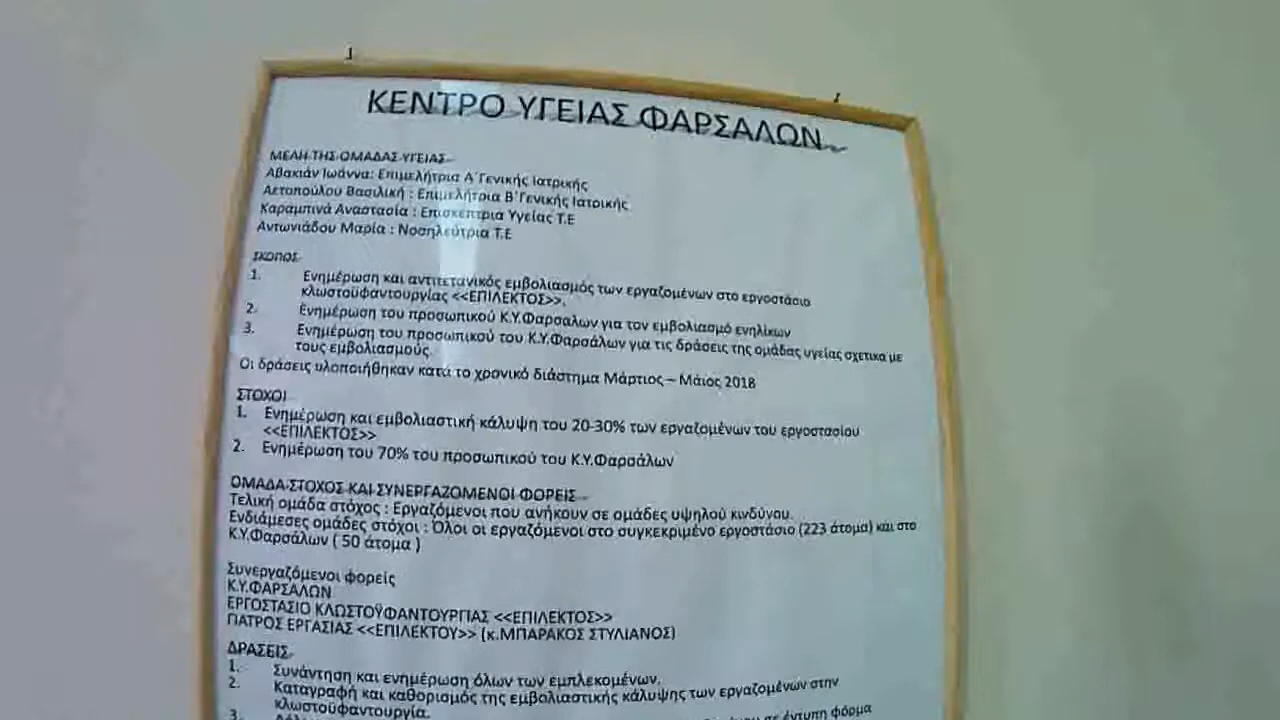 ΚΕΝΤΡΟ ΥΓΕΙΑΣ ΦΑΡΣΑΛΩΝ
ΜΕΛΗ ΤΗΣ ΟΜΑΔΑΣ ΥΓΕΙΑΣ
Αβακιάν Ιωάννα: Επιμελήτρια Α΄Γενικής Ιατρικής
Αετοπούλου Βασιλική : Επιμελήτρια Β΄Γενικής Ιατρικής
Καραμπινά Αναστασία : Επισκέπτρια Υγείας Τ.Ε
Αντωνιάδου Μαρία : Νοσηλεύτρια Τ.Ε
ΣΚΟΠΟΣ
1. Ενημέρωση και αντιτετανικός εμβολιασμός των εργαζομένων στο εργοστάσιο
κλωστοϋφαντουργίας <<ΕΠΙΛΕΚΤΟΣ>>.
2. Ενημέρωση του προσωπικού Κ.Υ.Φαρσάλων για τον εμβολιασμό ενηλίκων
3. Ενημέρωση του προσωπικού του Κ.Υ.Φαρσάλων για τις δράσεις της ομάδας υγείας σχετικα με
τους εμβολιασμούς.
Οι δράσεις υλοποιήθηκαν κατά το χρονικό διάστημα Μάρτιος – Μάιος 2018
ΣΤΟΧΟΙ
1. Ενημέρωση και εμβολιαστική κάλυψη του 20-30% των εργαζομένων του εργοστασίου
<<ΕΠΙΛΕΚΤΟΣ>>
2. Ενημέρωση του 70% του προσωπικού του Κ.Υ.Φαρσάλων
ΟΜΑΔΑ ΣΤΟΧΟΣ ΚΑΙ ΣΥΝΕΡΓΑΖΟΜΕΝΟΙ ΦΟΡΕΙΣ
Τελική ομάδα στόχος : Εργαζόμενοι που ανήκουν σε ομάδες υψηλού κινδύνου.
Ενδιάμεσες ομάδες στόχοι : Όλοι οι εργαζόμενοι στο συγκεκριμένο εργοστάσιο (223 άτομα) και στο
Κ.Υ.Φαρσάλων ( 50 άτομα )
Συνεργαζόμενοι φορείς
Κ.Υ.ΦΑΡΣΑΛΩΝ
ΕΡΓΟΣΤΑΣΙΟ ΚΛΩΣΤΟΫΦΑΝΤΟΥΡΓΙΑΣ <<ΕΠΙΛΕΚΤΟΣ>>
ΓΙΑΤΡΟΣ ΕΡΓΑΣΙΑΣ <<ΕΠΙΛΕΚΤΟΥ>> (κ.ΜΠΑΡΑΚΟΣ ΣΤΥΛΙΑΝΟΣ)
ΔΡΑΣΕΙΣ
1. Συνάντηση και ενημέρωση όλων των εμπλεκομένων.
2. Καταγραφή και καθορισμός της εμβολιαστικής κάλυψης των εργαζομένων στην
κλωστοϋφαντουργία.
3. σε έντυπη φόρμα